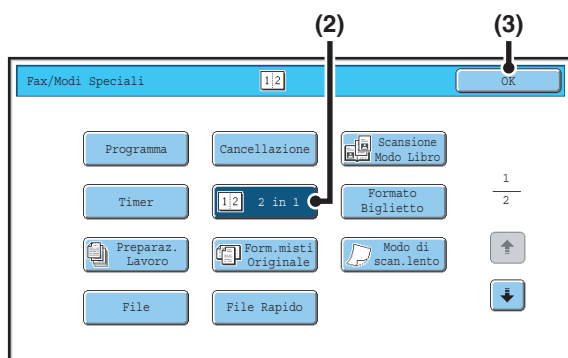 (2) (3)
Fax/Modi Speciali 1 2 OK
Programma Cancellazione Scansione
Modo Libro
Timer 1 2 2 in 1 Formato
Biglietto
1
2
Preparaz.
Lavoro
Form.misti
Originale
Modo di
scan.lento
File File Rapido